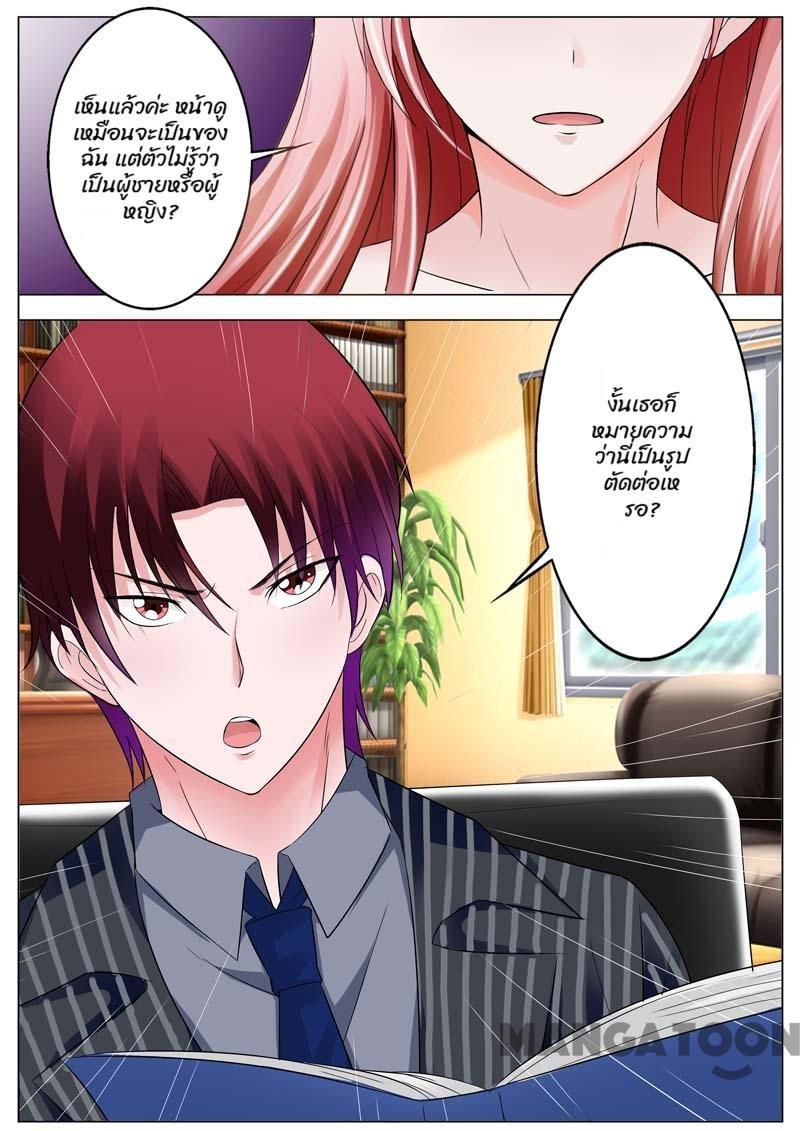 เห็นแล้วค่ะ หน้าดู
เหมือนจะเป็นของ
ฉัน แต่ตัวไม่รู้ว่า
เป็นผู้ชายหรือผู้
หญิง?
งั้นเธอก็
หมายความ
ว่านี่เป็นรูป
ตัดต่อเห
รอ?
MANGATOON